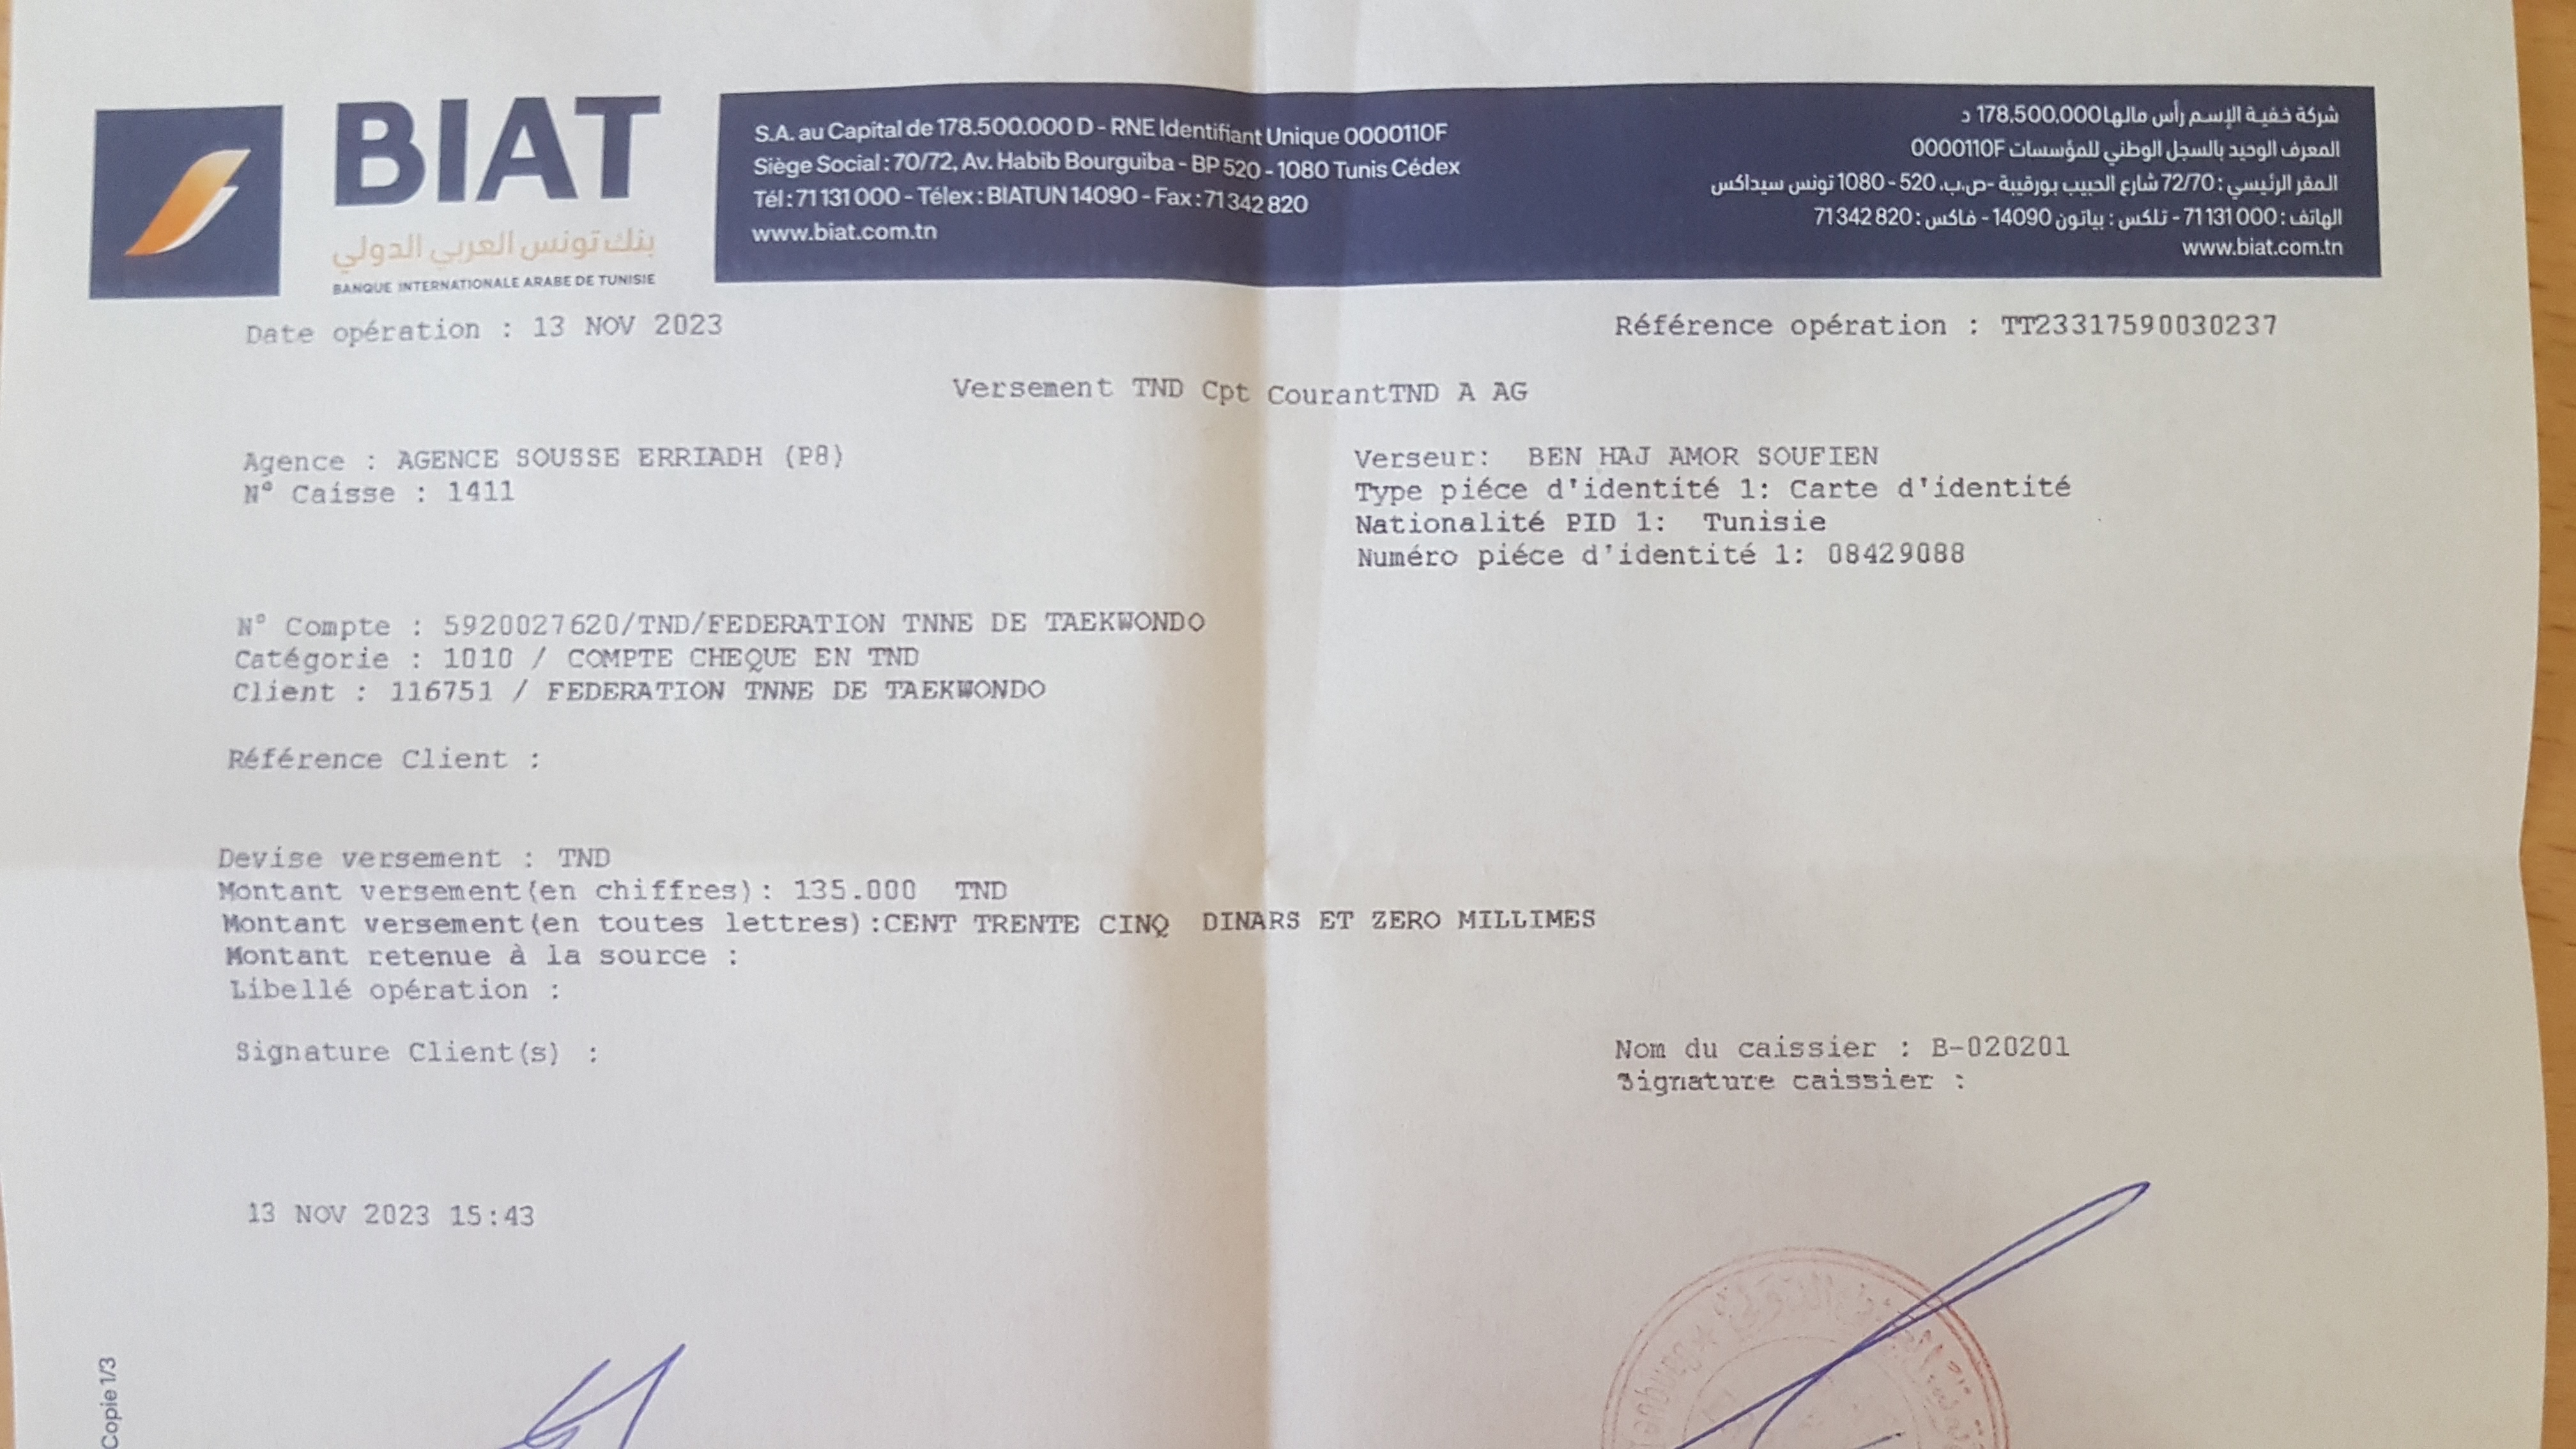 BIAT
بنك تونس العربي الدولي
BANQUE INTERNATIONALE ARABE DE TUNISIE
S.A. au Capital de 178.500.000 D - RNE Identifiant Unique 0000110F
Siège Social : 70/72, Av. Habib Bourguiba - BP 520 - 1080 Tunis Cédex
Tél : 71 131 000 - Télex : BIATUN 14090 - Fax : 71 342 820
www.biat.com.tn
شركة خفية الإسم رأس مالها 178.500.000 د
المعرف الوحيد بالسجل الوطني للمؤسسات 0000110F
المقر الرئيسي : 72/70 شارع الحبيب بورقيبة -ص.ب. 520 - 1080 تونس سيداكس
الهاتف : 71 131 000 - تلكس : بياتون 14090 - فاكس : 71 342 820
www.biat.com.tn
Date opération : 13 NOV 2023
Référence opération : TT23317590030237
Versement TND Cpt CourantTND A AG
Agence : AGENCE SOUSSE ERRIADH (P8)
N° Caisse : 1411
Verseur: BEN HAJ AMOR SOUFIEN
Type piéce d'identité 1: Carte d'identité
Nationalité PID 1: Tunisie
Numéro piéce d'identité 1: 08429088
N° Compte : 5920027620/TND/FEDERATION TNNE DE TAEKWONDO
Catégorie : 1010 / COMPTE CHEQUE EN TND
Client : 116751 / FEDERATION TNNE DE TAEKWONDO
Référence Client :
Devise versement : TND
Montant versement(en chiffres): 135.000 TND
Montant versement(en toutes lettres):CENT TRENTE CINQ DINARS ET ZERO MILLIMES
Montant retenue à la source :
Libellé opération :
Signature Client(s) :
Nom du caissier : B-020201
Signature caissier :
13 NOV 2023 15:43
Copie 1/3